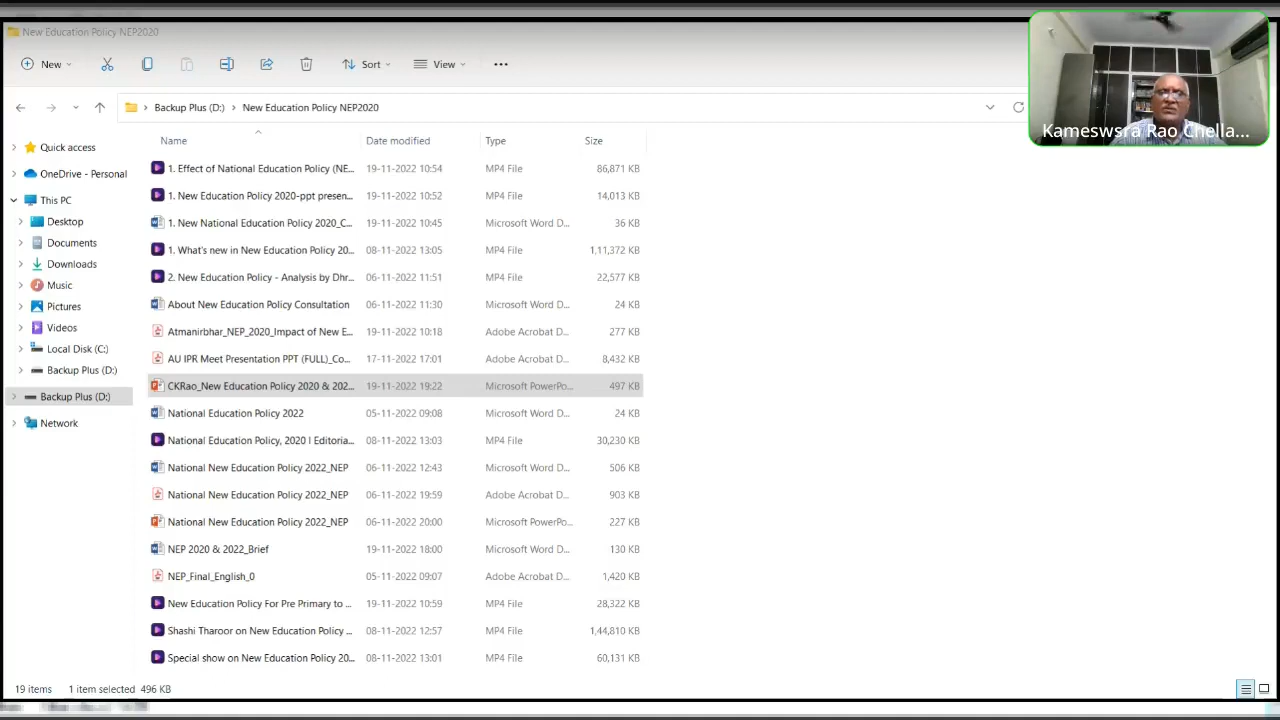 New Education Policy NEP2020
New
Sort
View
Backup Plus (D:) New Education Policy NEP2020
Kameswsra Rao Chella...
Name Date modified Type Size
Quick access
OneDrive - Personal
This PC
Desktop
Documents
Downloads
Music
Pictures
Videos
Local Disk (C:)
Backup Plus (D:)
Backup Plus (D:)
Network
1. Effect of National Education Policy (NE... 19-11-2022 10:54 MP4 File 86,871 KB
1. New Education Policy 2020-ppt presen... 19-11-2022 10:52 MP4 File 14,013 KB
1. New National Education Policy 2020_C... 19-11-2022 10:45 Microsoft Word D... 36 KB
1. What's new in New Education Policy 20... 08-11-2022 13:05 MP4 File 1,11,372 KB
2. New Education Policy - Analysis by Dhr... 06-11-2022 11:51 MP4 File 22,577 KB
About New Education Policy Consultation 06-11-2022 11:30 Microsoft Word D... 24 KB
Atmanirbhar_NEP_2020_Impact of New E... 19-11-2022 10:18 Adobe Acrobat D... 277 KB
AU IPR Meet Presentation PPT (FULL)_Co... 17-11-2022 17:01 Adobe Acrobat D... 8,432 KB
CKRao_New Education Policy 2020 & 202... 19-11-2022 19:22 Microsoft PowerPo... 497 KB
National Education Policy 2022 05-11-2022 09:08 Microsoft Word D... 24 KB
National Education Policy, 2020 I Editoria... 08-11-2022 13:03 MP4 File 30,230 KB
National New Education Policy 2022_NEP 06-11-2022 12:43 Microsoft Word D... 506 KB
National New Education Policy 2022_NEP 06-11-2022 19:59 Adobe Acrobat D... 903 KB
National New Education Policy 2022_NEP 06-11-2022 20:00 Microsoft PowerPo... 227 KB
NEP 2020 & 2022_Brief 19-11-2022 18:00 Microsoft Word D... 130 KB
NEP_Final_English_0 05-11-2022 09:07 Adobe Acrobat D... 1,420 KB
New Education Policy For Pre Primary to ... 19-11-2022 10:59 MP4 File 28,322 KB
Shashi Tharoor on New Education Policy ... 08-11-2022 12:57 MP4 File 1,44,810 KB
Special show on New Education Policy 20... 08-11-2022 13:01 MP4 File 60,131 KB
19 items 1 item selected 496 KB